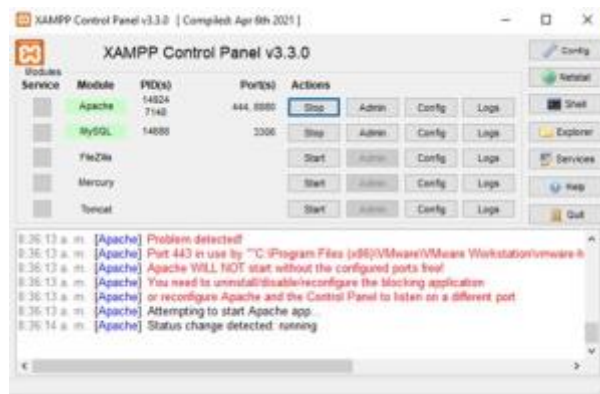 XAMPP Control Panel v3.3.0 [ Compiled: Apr 6th 2021 ]
XAMPP Control Panel v3.3.0
Config
Modules
Service Module PID(s) Port(s) Actions
Netstat
Apache 14924 7148 444, 8080 Stop Admin Config Logs
Shell
MySQL 14688 3306 Stop Admin Config Logs
Explorer
FileZilla Start Admin Config Logs
Services
Mercury Start Admin Config Logs
Help
Tomcat Start Admin Config Logs
Quit
8:36:13 a. m. [Apache] Problem detected!
8:36:13 a. m. [Apache] Port 443 in use by ""C:\Program Files (x86)\VMware\VMware Workstation\vmware-h
8:36:13 a. m. [Apache] Apache WILL NOT start without the configured ports free!
8:36:13 a. m. [Apache] You need to uninstall/disable/reconfigure the blocking application
8:36:13 a. m. [Apache] or reconfigure Apache and the Control Panel to listen on a different port
8:36:13 a. m. [Apache] Attempting to start Apache app...
8:36:14 a. m. [Apache] Status change detected: running